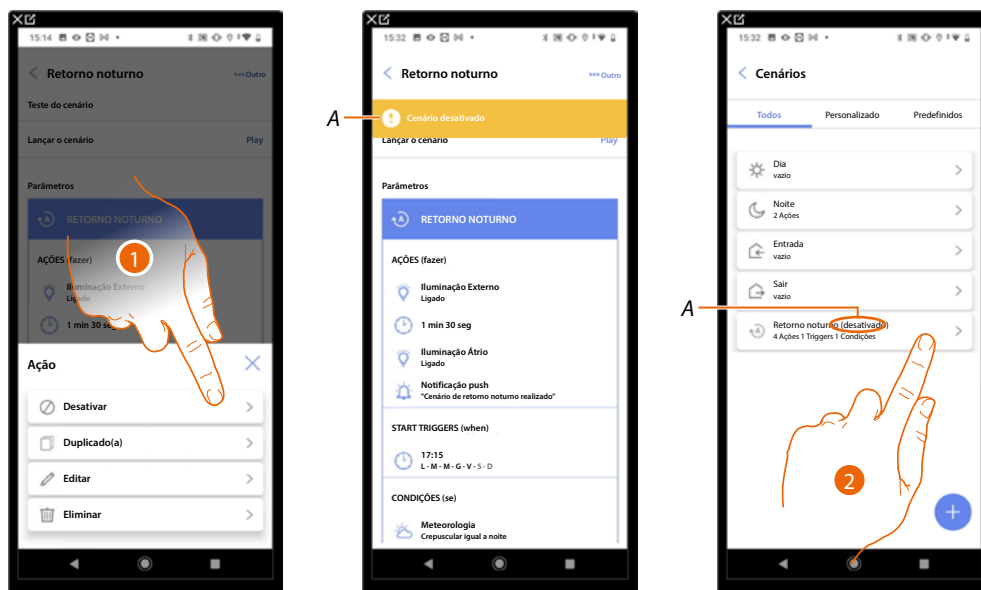 15:14
Retorno noturno
Outro
Teste do cenário
Lançar o cenário
Play
Parâmetros
RETORNO NOTURNO
AÇÕES (fazer)
Iluminação Externo
Ligado
1 min 30 seg
1
Ação
Desativar
Duplicado(a)
Editar
Eliminar
A
15:32
Retorno noturno
Outro
Cenário desativado
Lançar o cenário
Play
Parâmetros
RETORNO NOTURNO
AÇÕES (fazer)
Iluminação Externo
Ligado
1 min 30 seg
Iluminação Átrio
Ligado
Notificação push
"Cenário de retorno noturno realizado"
START TRIGGERS (when)
17:15
L - M - M - G - V - S - D
CONDIÇÕES (se)
Meteorologia
Crepuscular igual a noite
A
15:32
Cenários
Todos
Personalizado
Predefinidos
Dia
vazio
Noite
2 Ações
Entrada
vazio
Sair
vazio
Retorno noturno (desativado)
4 Ações 1 Triggers 1 Condições
2